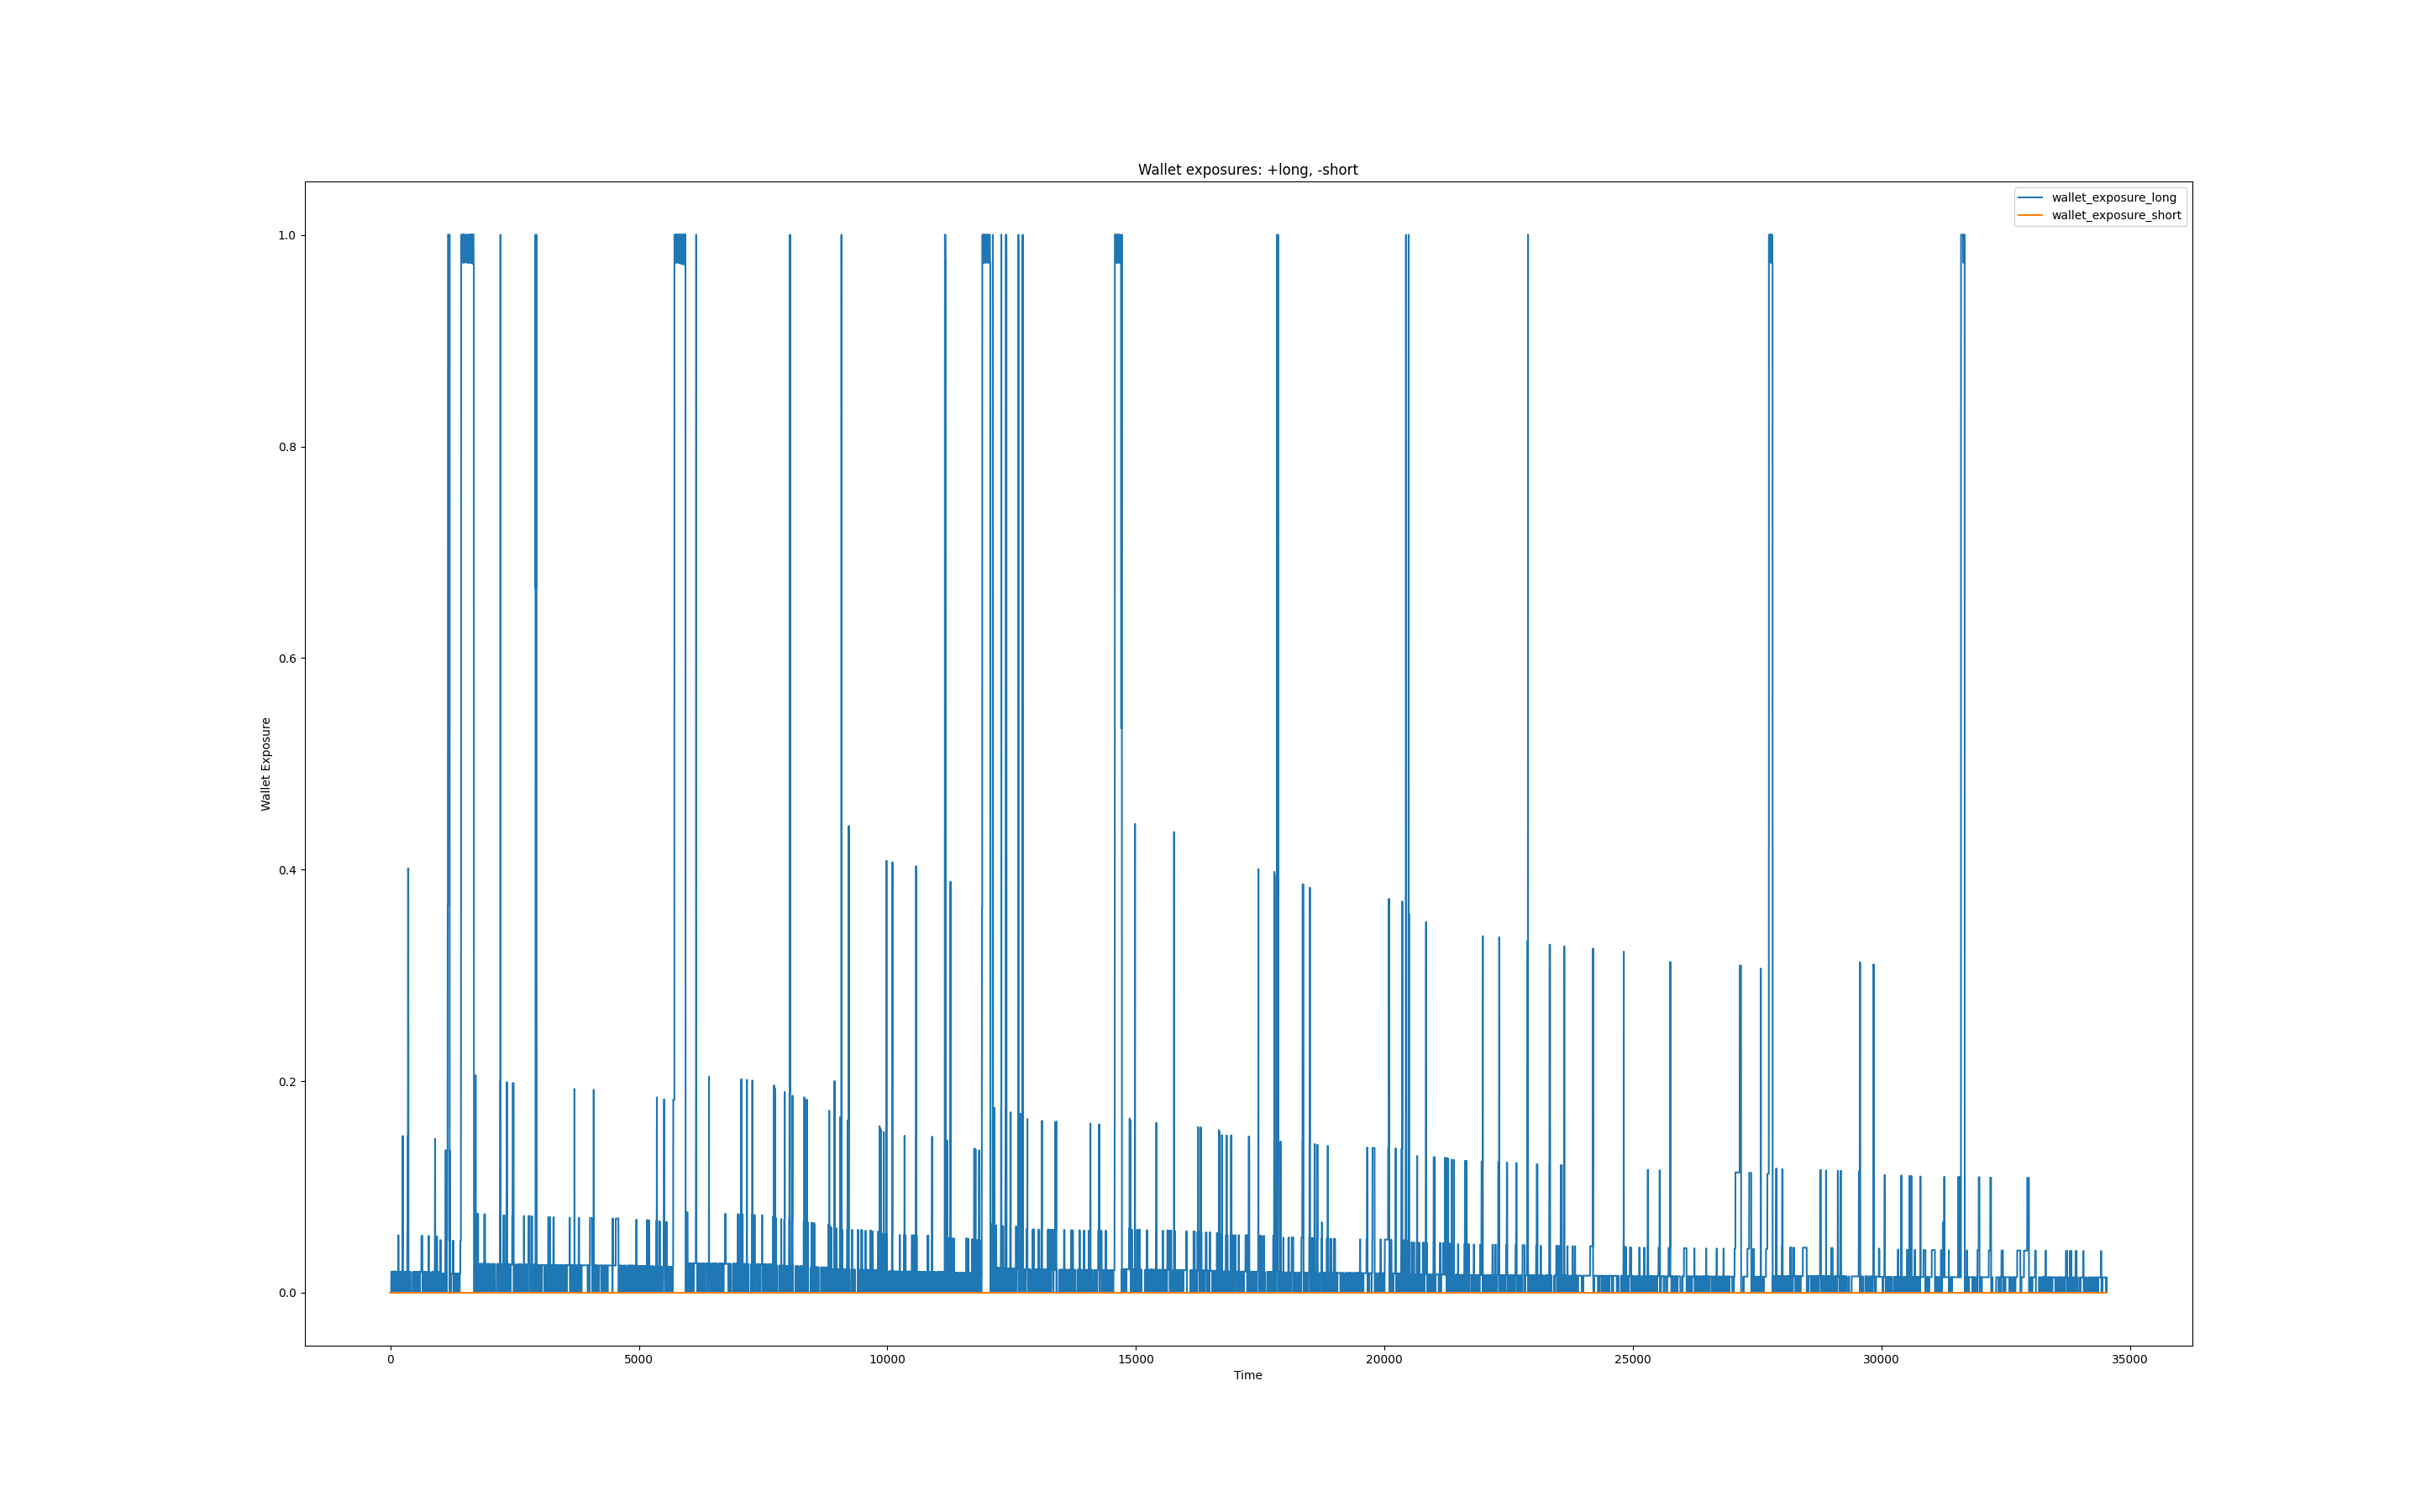 Wallet exposures: +long, -short
wallet_exposure_long
wallet_exposure_short
1.0
0.8
0.6
0.4
0.2
0.0
Wallet Exposure
0 5000 10000 15000 20000 25000 30000 35000
Time